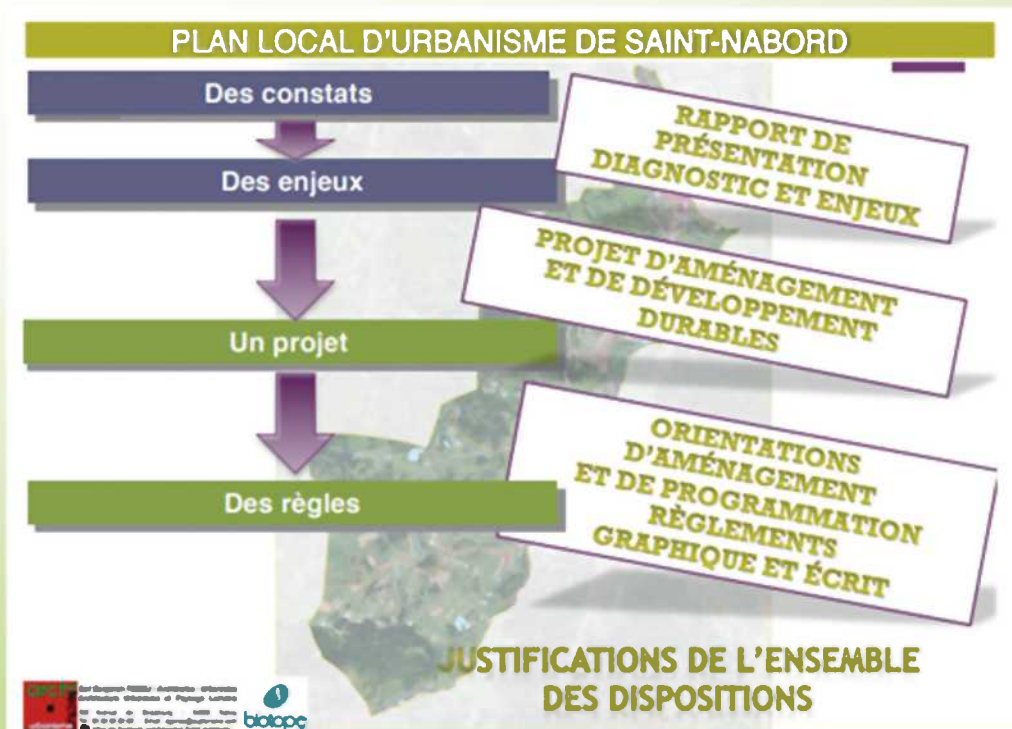 PLAN LOCAL D'URBANISME DE SAINT-NABORD
Des constats
RAPPORT DE
PRÉSENTATION
DIAGNOSTIC ET ENJEUX
Des enjeux
PROJET D'AMÉNAGEMENT
ET DE DÉVELOPPEMENT
DURABLES
Un projet
ORIENTATIONS
D'AMÉNAGEMENT
ET DE PROGRAMMATION
RÈGLEMENTS
GRAPHIQUE ET ÉCRIT
Des règles
JUSTIFICATIONS DE L'ENSEMBLE
DES DISPOSITIONS
biotope